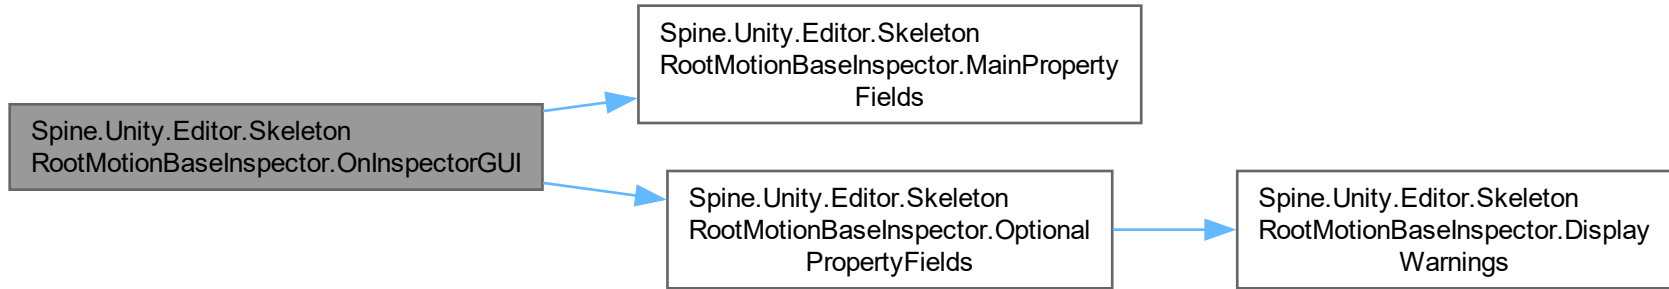 Spine.Unity.Editor.Skeleton
RootMotionBaseInspector.OnInspectorGUI
Spine.Unity.Editor.Skeleton
RootMotionBaseInspector.MainProperty
Fields
Spine.Unity.Editor.Skeleton
RootMotionBaseInspector.Optional
PropertyFields
Spine.Unity.Editor.Skeleton
RootMotionBaseInspector.Display
Warnings